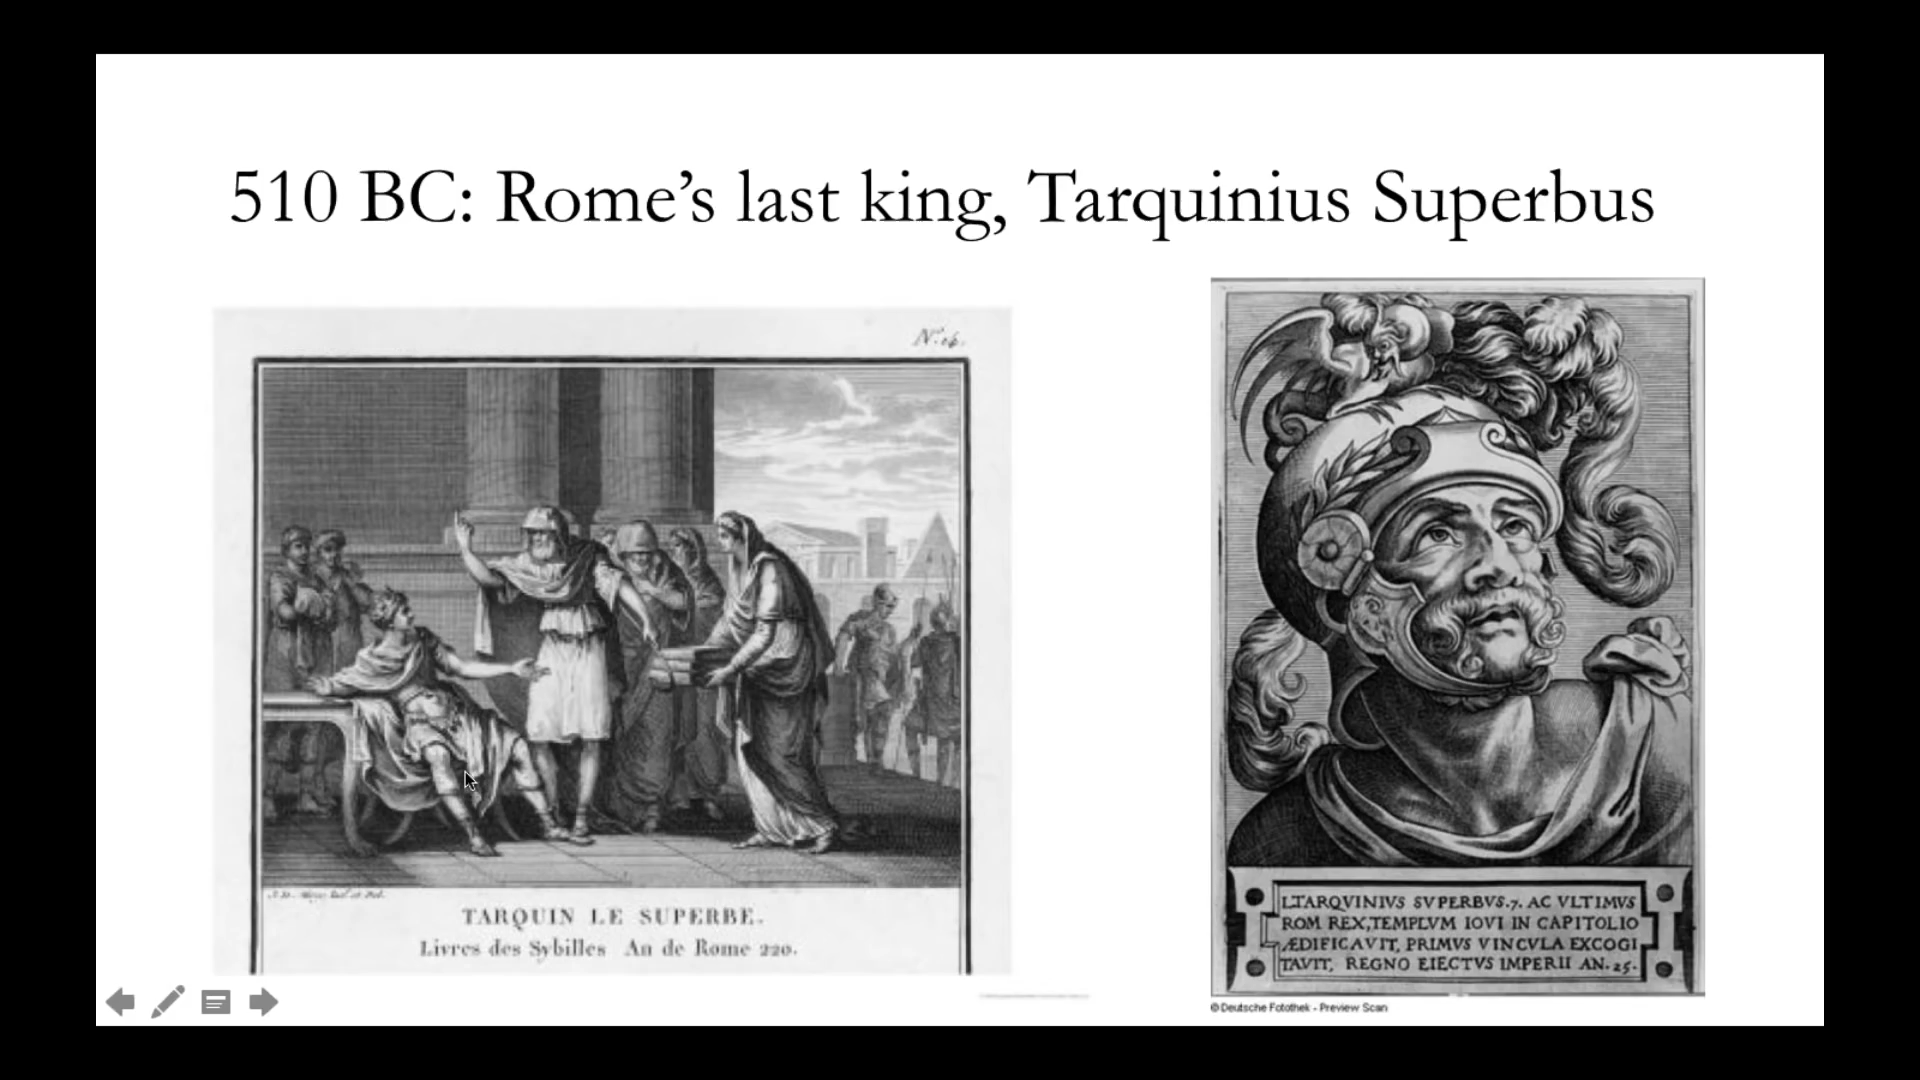 510 BC: Rome’s last king, Tarquinius Superbus
TARQUIN LE SUPERBE.
Livres des Sybilles An de Rome 220.
L.TARQVINIVS SVPERBVS.7. AC VLTIMVS
ROM REX,TEMPLVM IOVI IN CAPITOLIO
ÆDIFICAVIT, PRIMVS VINCVLA EXCOGI
TAVIT, REGNO EIECTVS IMPERII AN.25.
© Deutsche Fotothek - Preview Scan